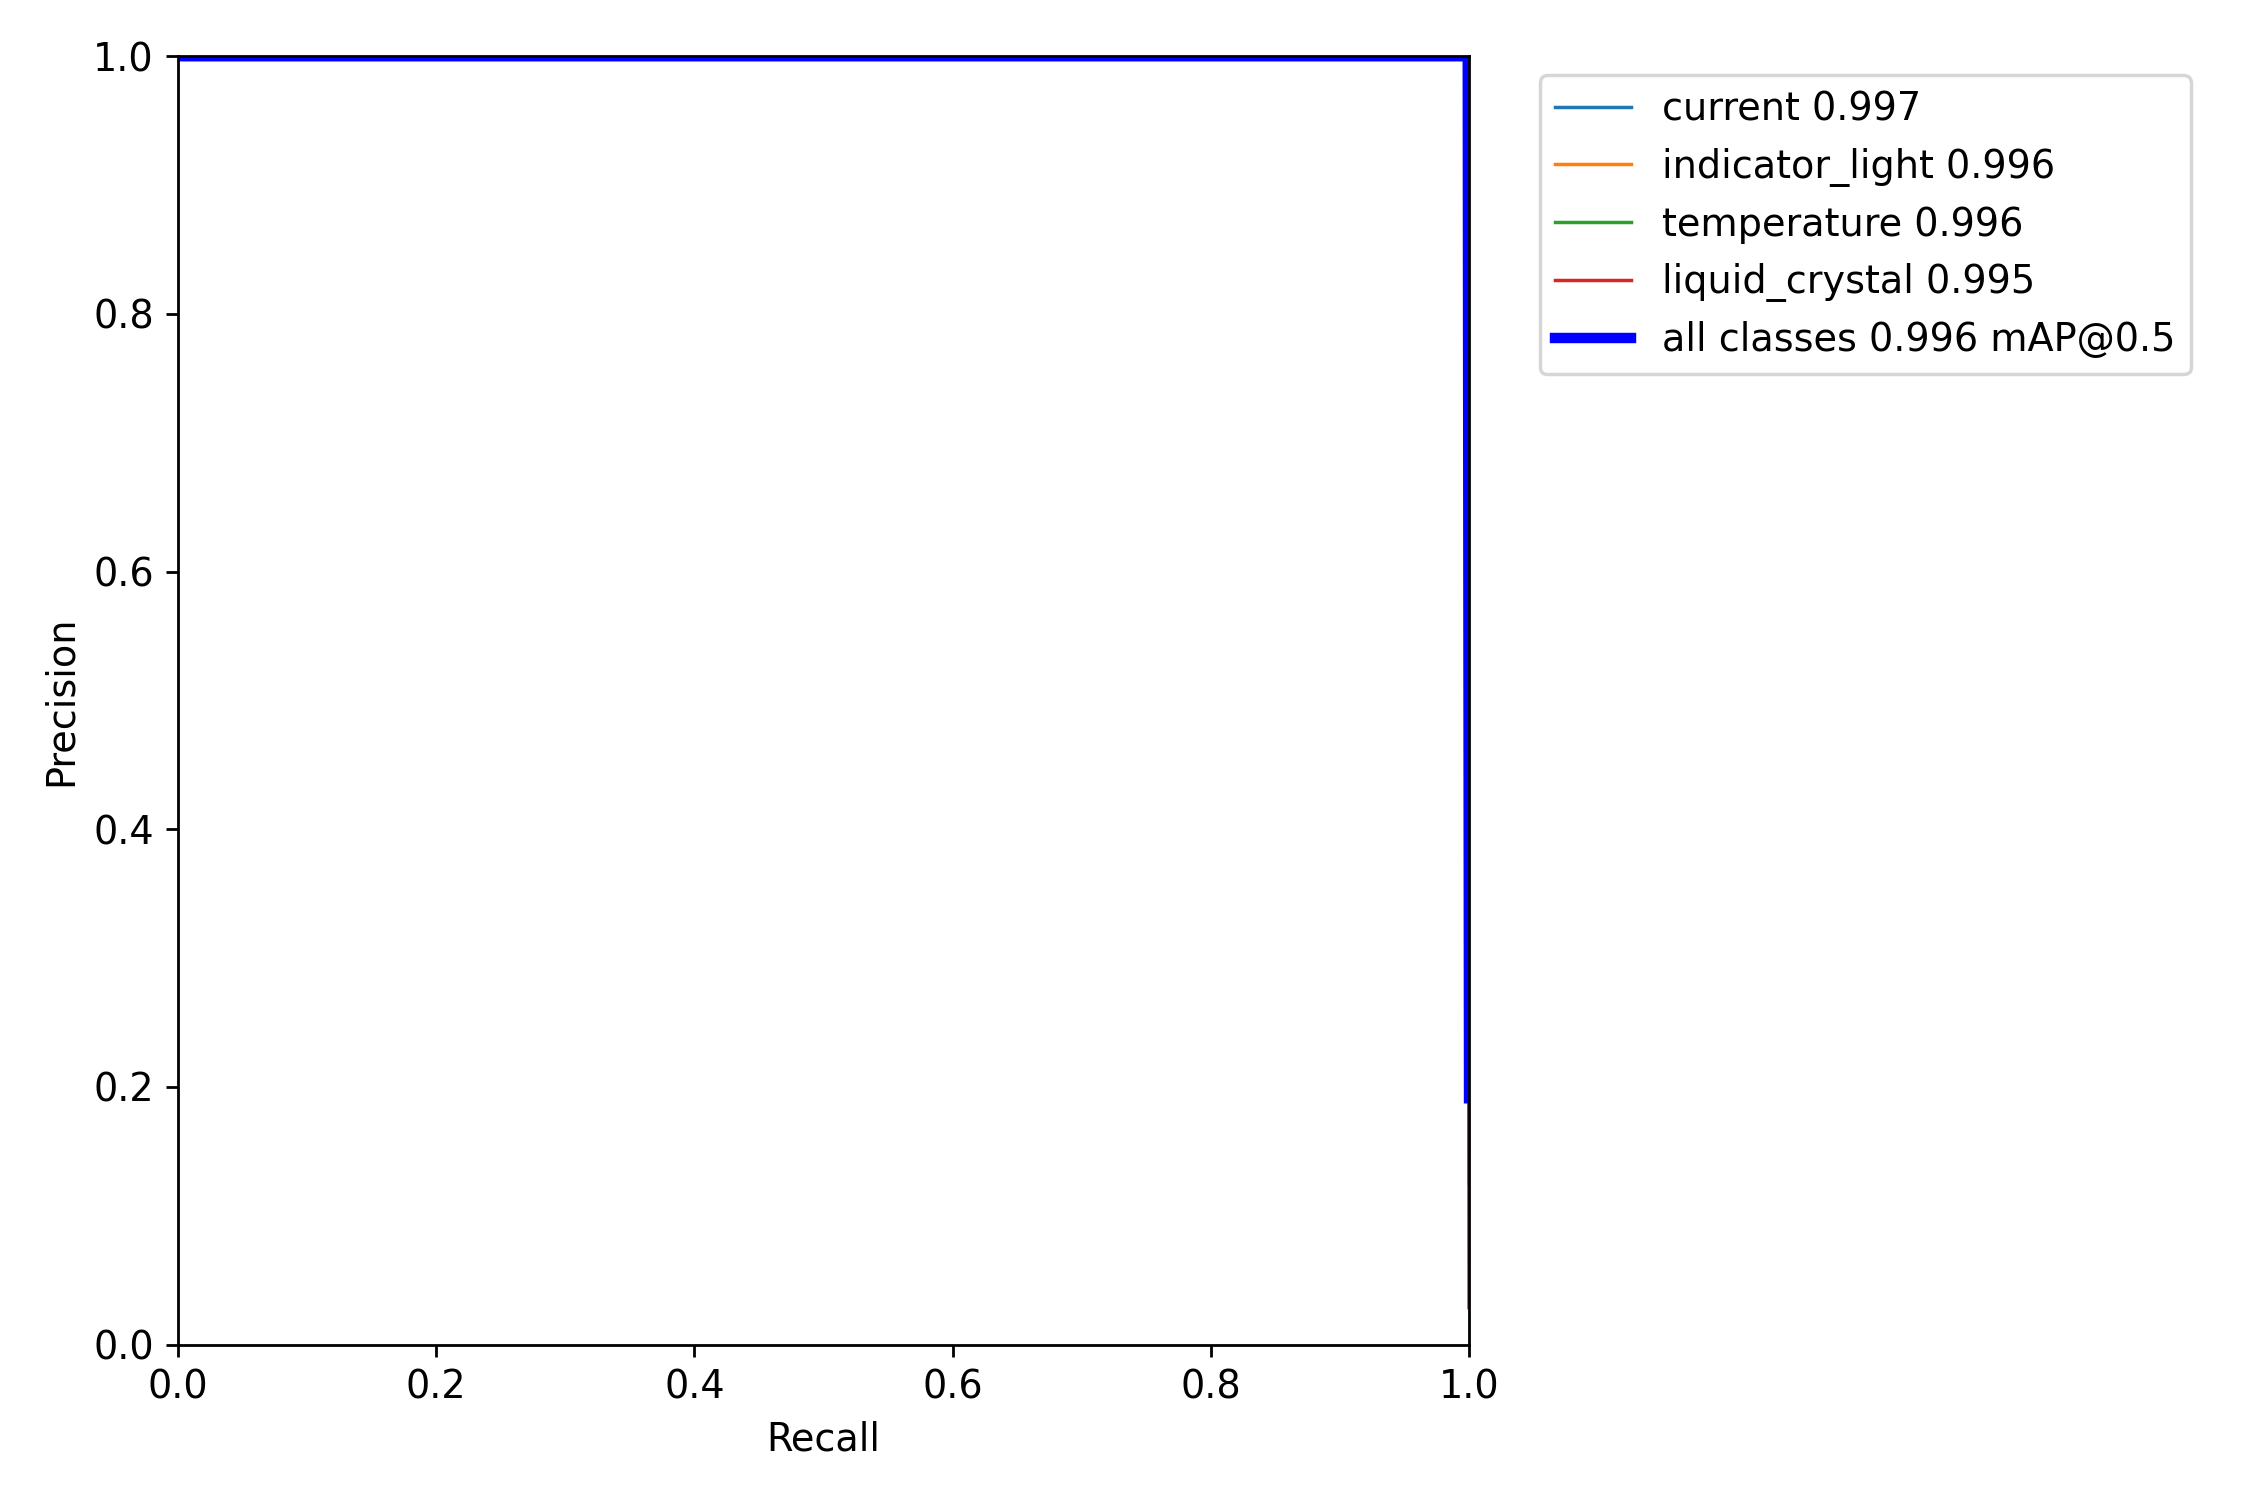 1.0
0.8
0.6
0.4
0.2
0.0
Precision
0.0 0.2 0.4 0.6 0.8 1.0
Recall
current 0.997
indicator_light 0.996
temperature 0.996
liquid_crystal 0.995
all classes 0.996 mAP@0.5